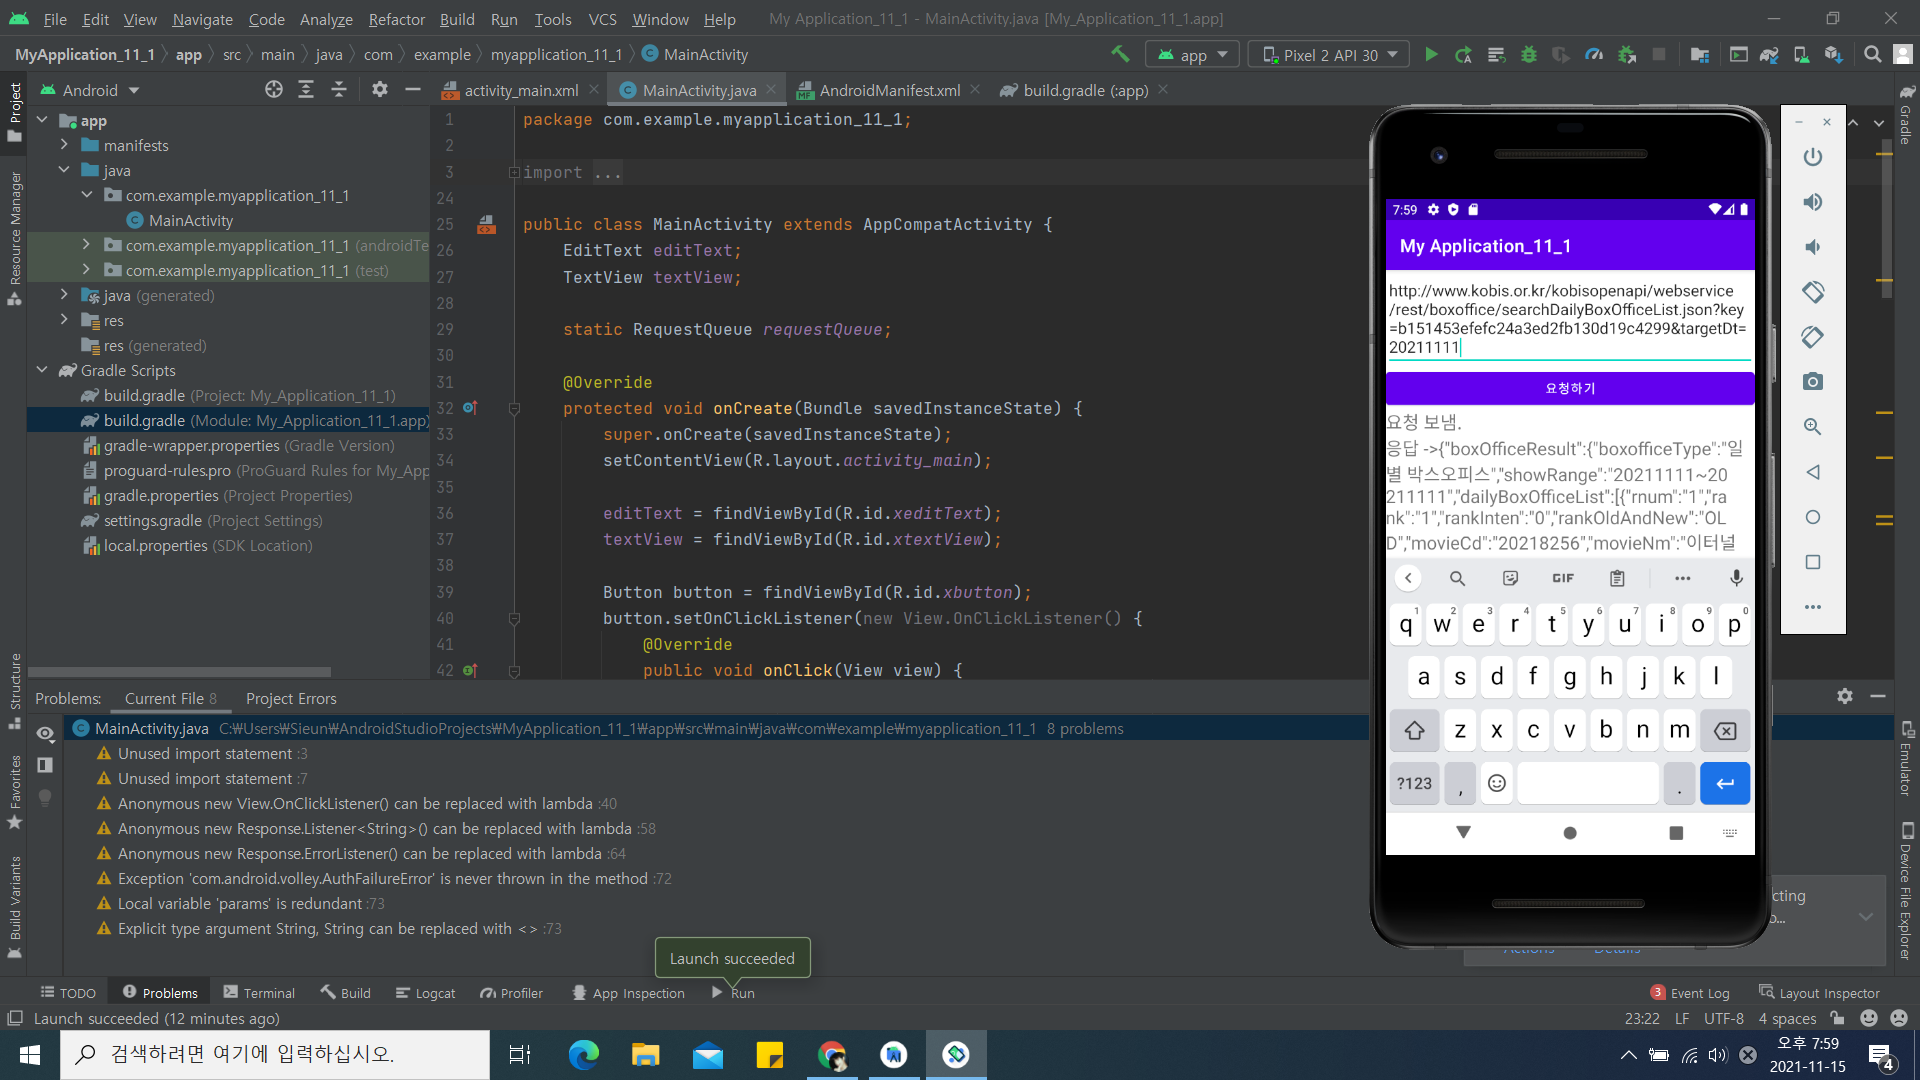 File Edit View Navigate Code Analyze Refactor Build Run Tools VCS Window Help My Application_11_1 - MainActivity.java [My_Application_11_1.app]
MyApplication_11_1 app src main java com example myapplication_11_1 MainActivity app Pixel 2 API 30
Android
activity_main.xml MainActivity.java AndroidManifest.xml build.gradle (:app)
Project
Resource Manager
Structure
Favorites
Build Variants
app
manifests
java
com.example.myapplication_11_1
MainActivity
com.example.myapplication_11_1 (androidTe
com.example.myapplication_11_1 (test)
java (generated)
res
res (generated)
Gradle Scripts
build.gradle (Project: My_Application_11_1)
build.gradle (Module: My_Application_11_1.app)
gradle-wrapper.properties (Gradle Version)
proguard-rules.pro (ProGuard Rules for My_App
gradle.properties (Project Properties)
settings.gradle (Project Settings)
local.properties (SDK Location)
1 package com.example.myapplication_11_1;
2
3 import ...
24
25 public class MainActivity extends AppCompatActivity {
26 EditText editText;
27 TextView textView;
28
29 static RequestQueue requestQueue;
30
31 @Override
32 protected void onCreate(Bundle savedInstanceState) {
33 super.onCreate(savedInstanceState);
34 setContentView(R.layout.activity_main);
35
36 editText = findViewById(R.id.xeditText);
37 textView = findViewById(R.id.xtextView);
38
39 Button button = findViewById(R.id.xbutton);
40 button.setOnClickListener(new View.OnClickListener() {
41 @Override
42 public void onClick(View view) {
7:59
My Application_11_1
http://www.kobis.or.kr/kobisopenapi/webservice
/rest/boxoffice/searchDailyBoxOfficeList.json?key
=b151453efefc24a3ed2fb130d19c4299&targetDt=
20211111
요청하기
요청 보냄.
응답 ->{"boxOfficeResult":{"boxofficeType":"일
별 박스오피스","showRange":"20211111~20
211111","dailyBoxOfficeList":[{"rnum":"1","ra
nk":"1","rankInten":"0","rankOldAndNew":"OL
D","movieCd":"20218256","movieNm":"이터널
GIF
q1 w2 e3 r4 t5 y6 u7 i8 o9 p0
a s d f g h j k l
z x c v b n m
?123 , .
Gradle
Emulator
Device File Explorer
Problems: Current File 8 Project Errors
MainActivity.java C:₩Users₩Sieun₩AndroidStudioProjects₩MyApplication_11_1₩app₩src₩main₩java₩com₩example₩myapplication_11_1 8 problems
Unused import statement :3
Unused import statement :7
Anonymous new View.OnClickListener() can be replaced with lambda :40
Anonymous new Response.Listener<String>() can be replaced with lambda :58
Anonymous new Response.ErrorListener() can be replaced with lambda :64
Exception 'com.android.volley.AuthFailureError' is never thrown in the method :72
Local variable 'params' is redundant :73
Explicit type argument String, String can be replaced with <> :73
cting
o...
Actions Details
Launch succeeded
TODO Problems Terminal Build Logcat Profiler App Inspection Run 3 Event Log Layout Inspector
Launch succeeded (12 minutes ago) 23:22 LF UTF-8 4 spaces
검색하려면 여기에 입력하십시오.
오후 7:59
2021-11-15
4